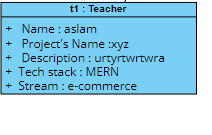 t1 : Teacher
+ Name : aslam
+ Project's Name :xyz
+ Description : urtyrtwrtwra
+ Tech stack : MERN
+ Stream : e-commerce